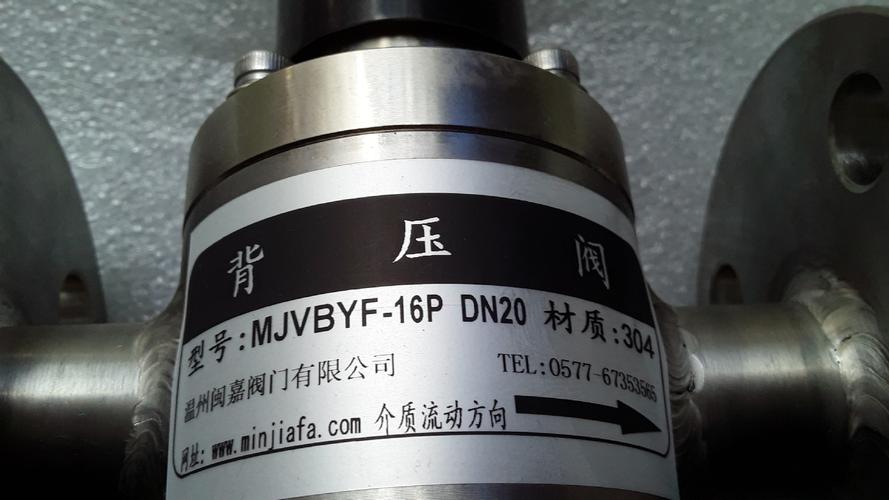 背压阀
型号:MJVBYF-16P DN20 材质:304
温州闽嘉阀门有限公司 TEL:0577-67353565
网址: www.minjiafa.com 介质流动方向